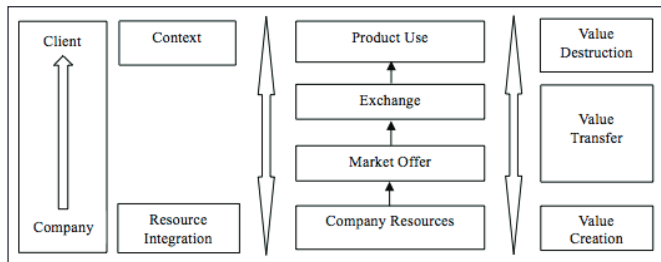 Client
Company
Context
Resource
Integration
Product Use
Exchange
Market Offer
Company Resources
Value
Destruction
Value
Transfer
Value
Creation